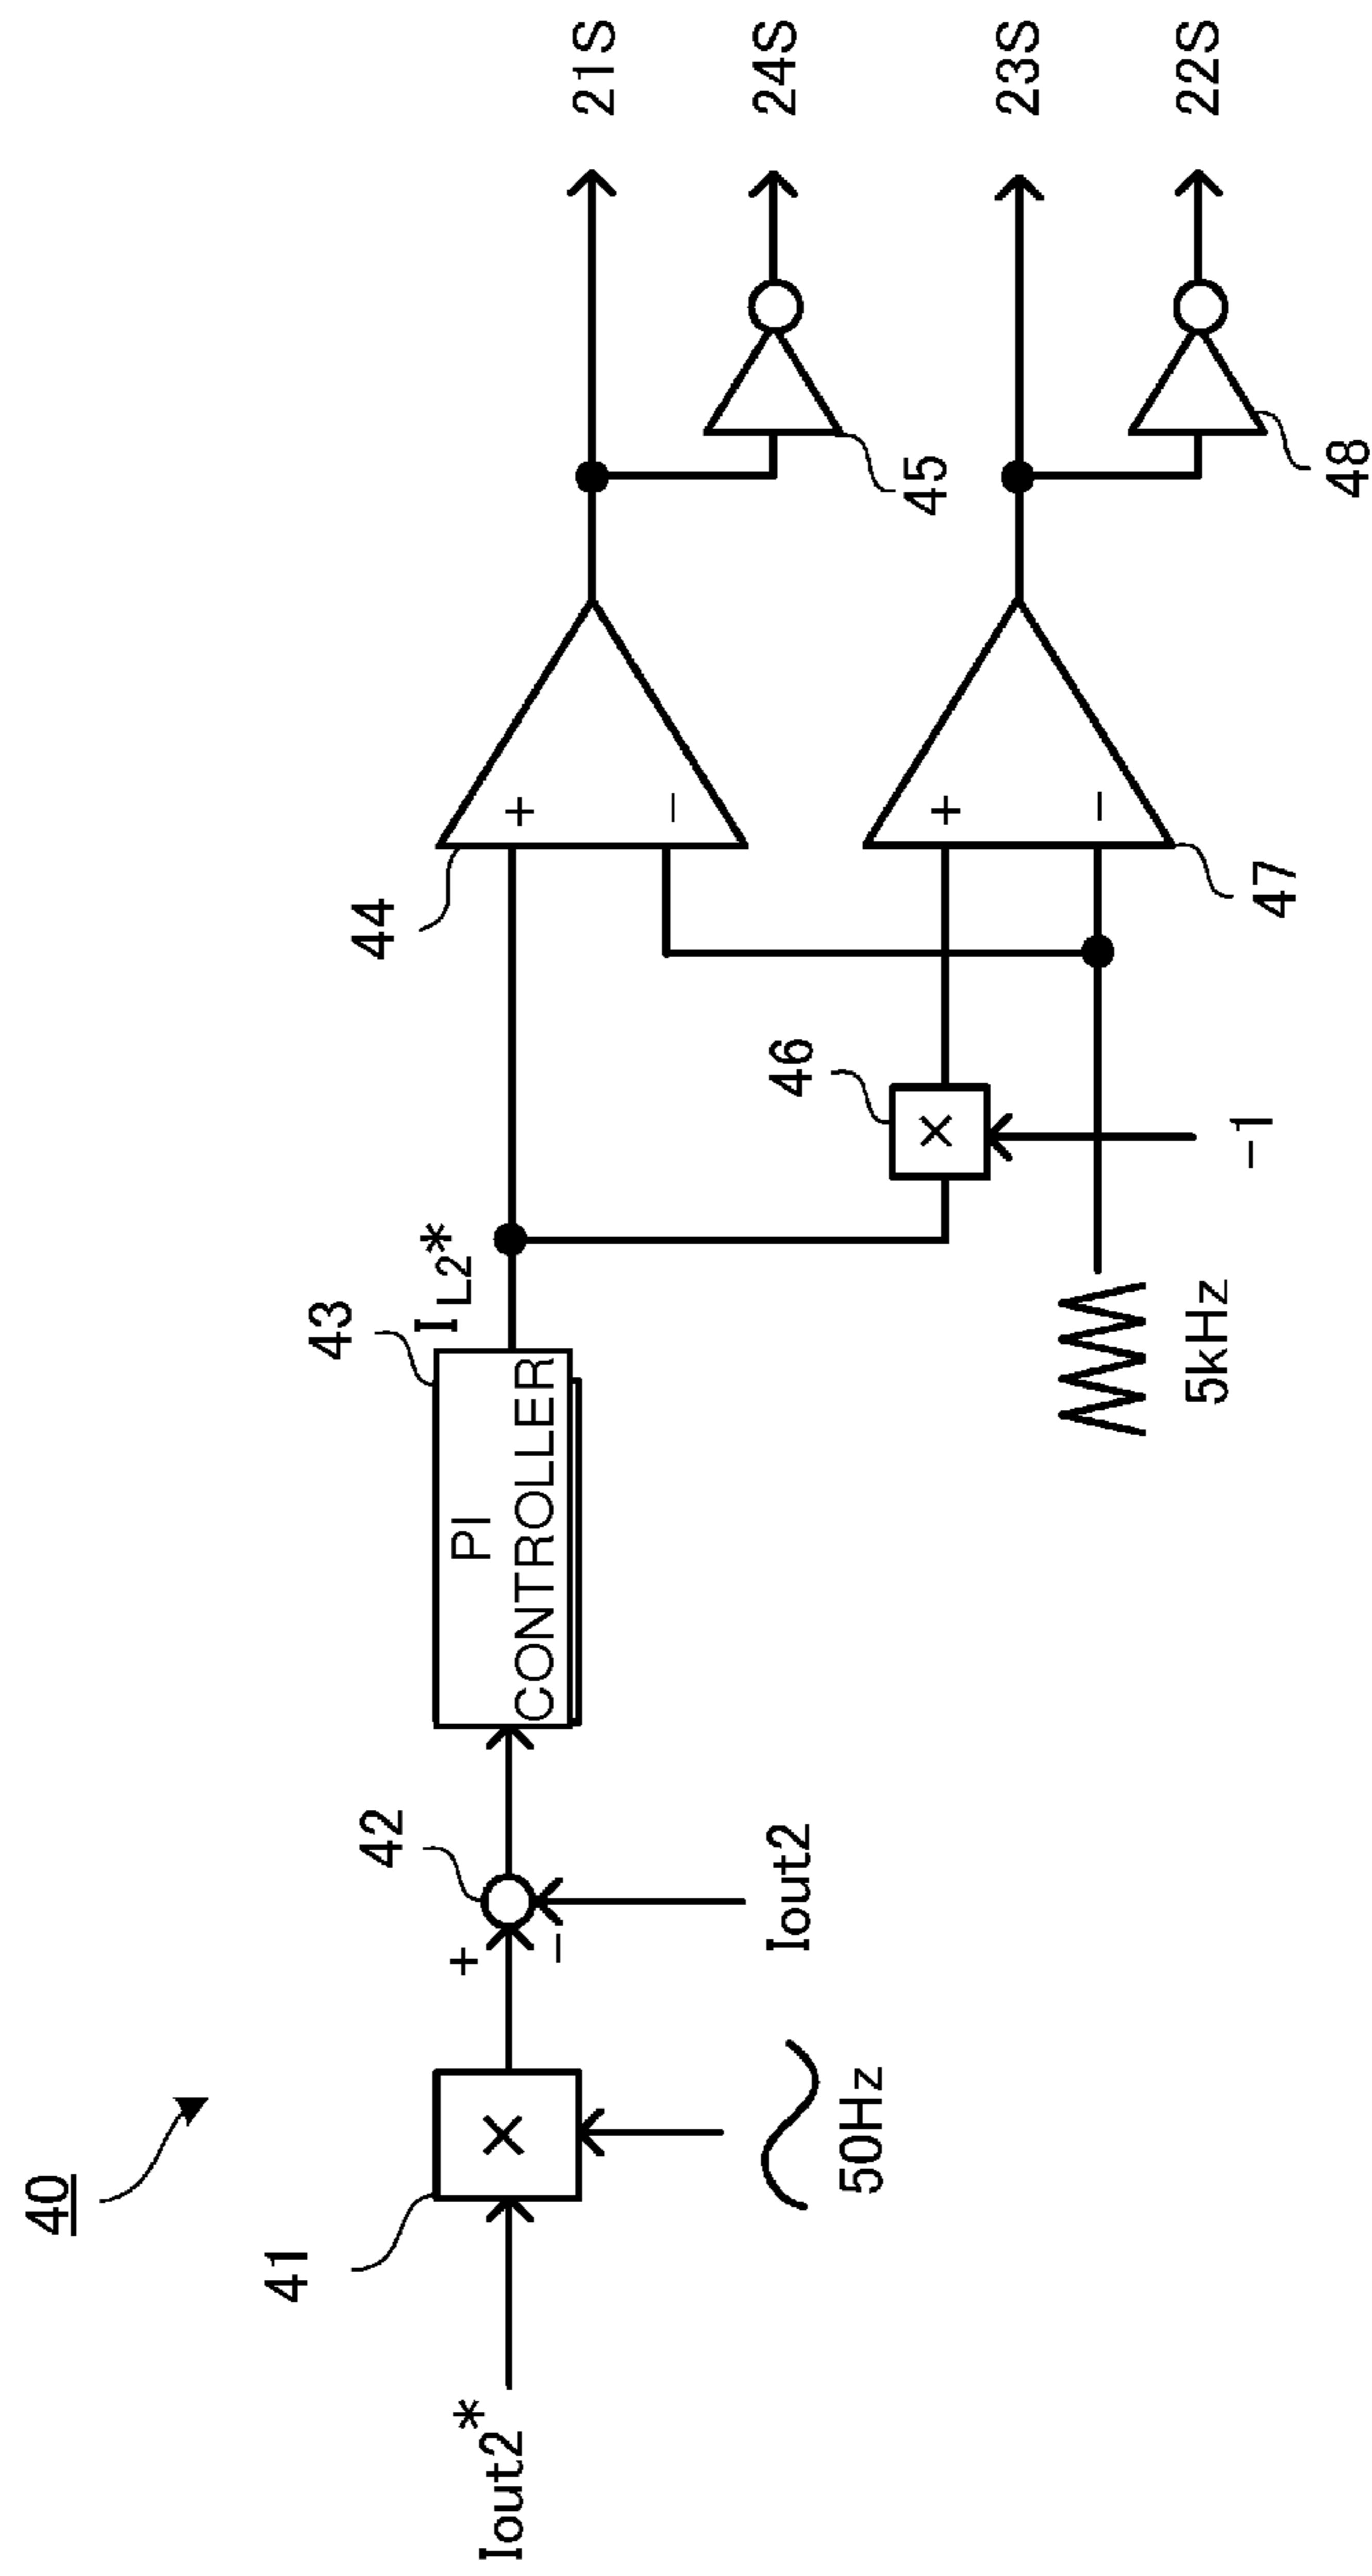 40
Iout2*
41
×
50Hz
+
−
42
Iout2
43
PI
CONTROLLER
IL2*
44
+
−
46
×
−1
5kHz
+
−
47
45
48
21S
24S
23S
22S